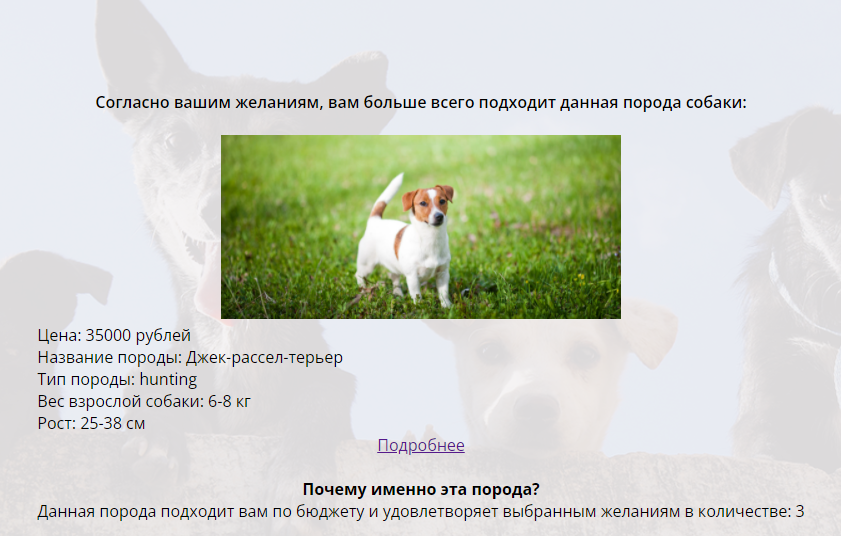 Согласно вашим желаниям, вам больше всего подходит данная порода собаки:
Цена: 35000 рублей
Название породы: Джек-рассел-терьер
Тип породы: hunting
Вес взрослой собаки: 6-8 кг
Рост: 25-38 см
Подробнее
Почему именно эта порода?
Данная порода подходит вам по бюджету и удовлетворяет выбранным желаниям в количестве: 3